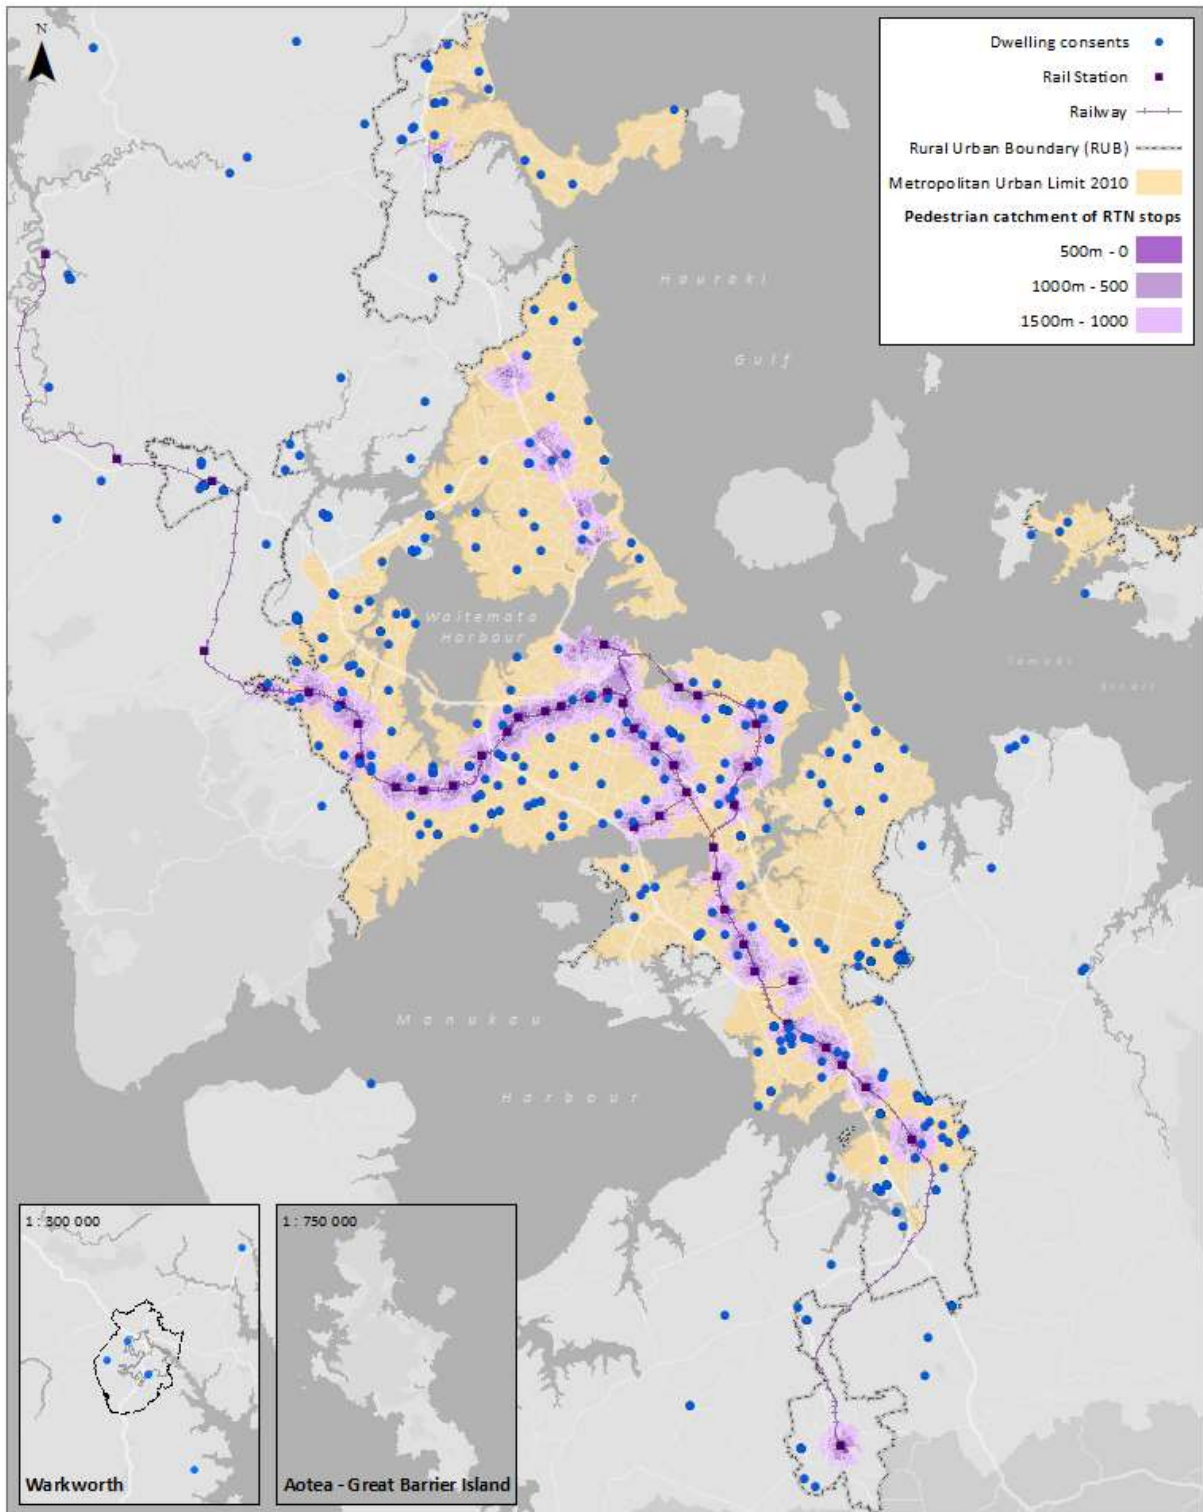 N
Dwelling consents
Rail Station
Railway
Rural Urban Boundary (RUB)
Metropolitan Urban Limit 2010
Pedestrian catchment of RTN stops
500m - 0
1000m - 500
1500m - 1000
Hauraki
Gulf
Waitemata
Harbour
Tamaki
Strait
Manukau
Harbour
1 : 300 000
Warkworth
1 : 750 000
Aotea - Great Barrier Island